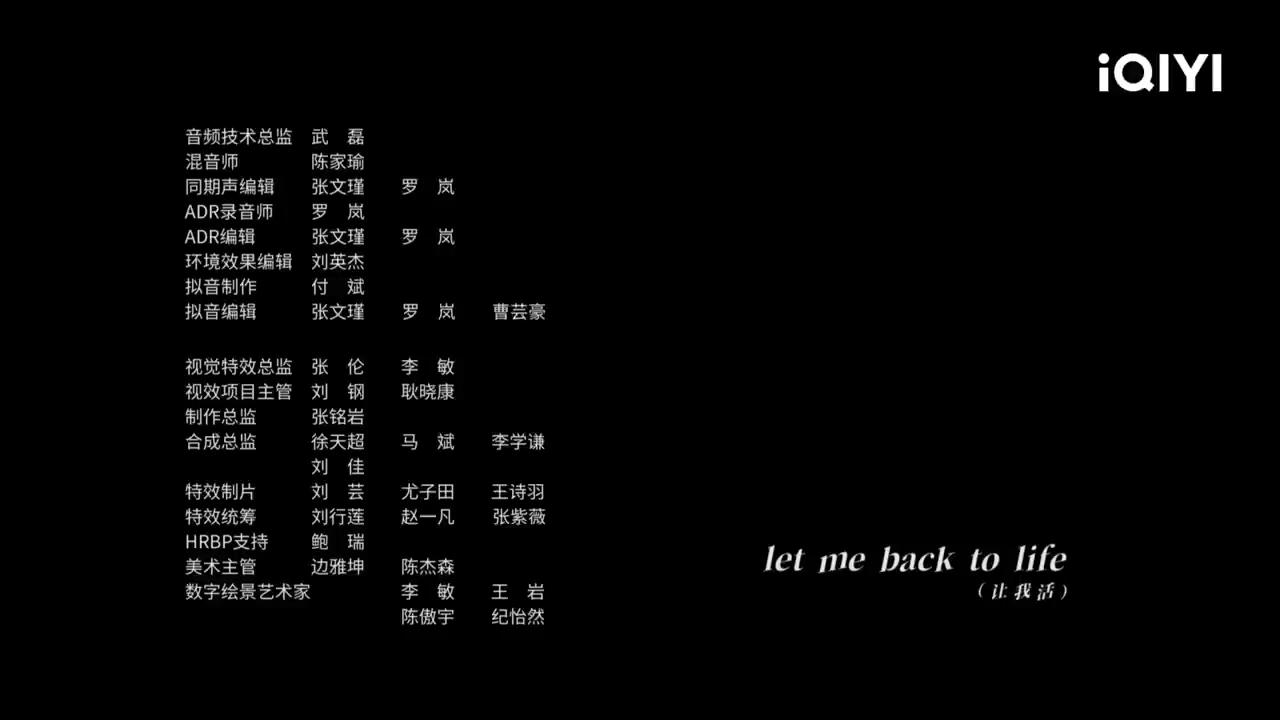 iQIYI
音频技术总监 武 磊
混音师 陈家瑜
同期声编辑 张文瑾 罗 岚
ADR录音师 罗 岚
ADR编辑 张文瑾 罗 岚
环境效果编辑 刘英杰
拟音制作 付 斌
拟音编辑 张文瑾 罗 岚 曹芸豪
视觉特效总监 张 伦 李 敏
视效项目主管 刘 钢 耿晓康
制作总监 张铭岩
合成总监 徐天超 马 斌 李学谦
刘 佳
特效制片 刘 芸 尤子田 王诗羽
特效统筹 刘行莲 赵一凡 张紫薇
HRBP支持 鲍 瑞
美术主管 边雅坤 陈杰森
数字绘景艺术家 李 敏 王 岩
陈傲宇 纪怡然
let me back to life
（让我活）